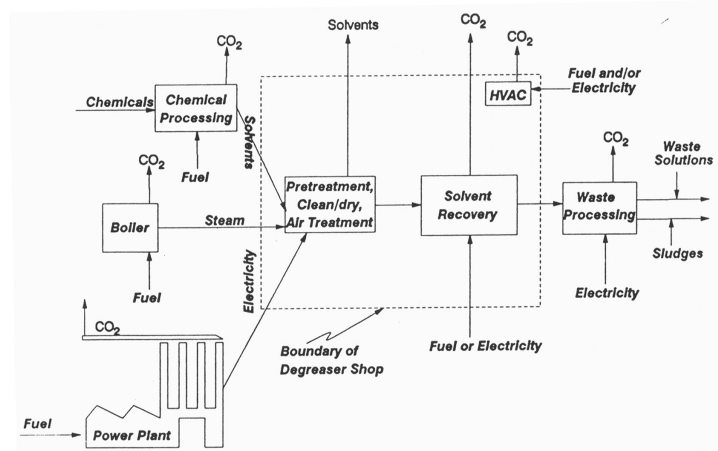 Solvents
CO2
CO2
CO2
Fuel and/or
Electricity
HVAC
Chemicals
Chemical
Processing
Solvents
Fuel
CO2
CO2
Waste
Solutions
Pretreatment,
Clean/dry,
Air Treatment
Solvent
Recovery
Waste
Processing
Boiler
Steam
Sludges
Electricity
Fuel
Electricity
CO2
Boundary of
Degreaser Shop
Fuel or Electricity
Fuel
Power Plant